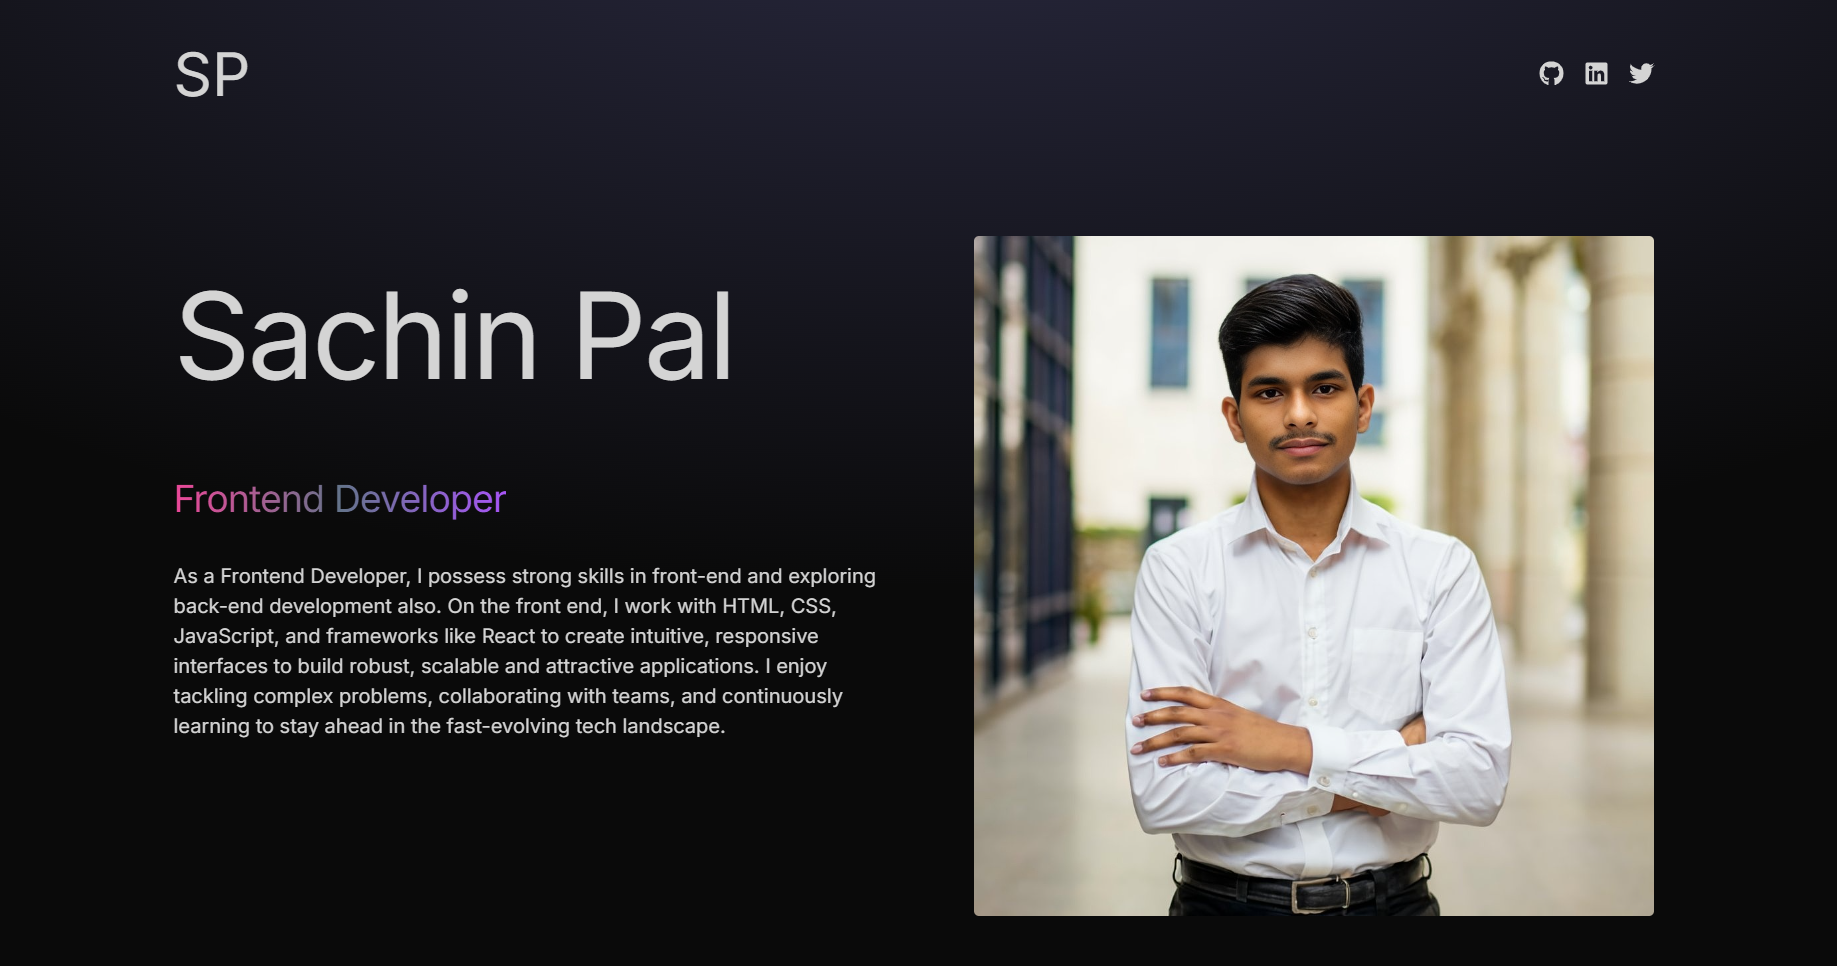 SP
Sachin Pal
Frontend Developer
As a Frontend Developer, I possess strong skills in front-end and exploring
back-end development also. On the front end, I work with HTML, CSS,
JavaScript, and frameworks like React to create intuitive, responsive
interfaces to build robust, scalable and attractive applications. I enjoy
tackling complex problems, collaborating with teams, and continuously
learning to stay ahead in the fast-evolving tech landscape.